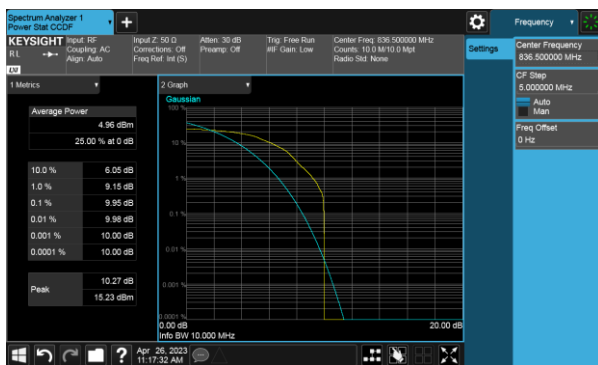 Spectrum Analyzer 1
Power Stat CCDF
Frequency
KEYSIGHT
RL
LXI
Input: RF
Coupling: AC
Align: Auto
Input Z: 50 Ω
Corrections: Off
Freq Ref: Int (S)
Atten: 30 dB
Preamp: Off
Trig: Free Run
#IF Gain: Low
Center Freq: 836.500000 MHz
Counts: 10.0 M/10.0 Mpt
Radio Std: None
Settings
Center Frequency
836.500000 MHz
CF Step
5.000000 MHz
Auto
Man
Freq Offset
0 Hz
1 Metrics
Average Power
4.96 dBm
25.00 % at 0 dB
10.0 % 6.05 dB
1.0 % 9.15 dB
0.1 % 9.95 dB
0.01 % 9.98 dB
0.001 % 10.00 dB
0.0001 % 10.00 dB
Peak
10.27 dB
15.23 dBm
2 Graph
Gaussian
100 %
10 %
1 %
0.1 %
0.01 %
0.001 %
0.0001 %
0.00 dB 20.00 dB
Info BW 10.000 MHz
?
Apr 26, 2023
11:17:32 AM